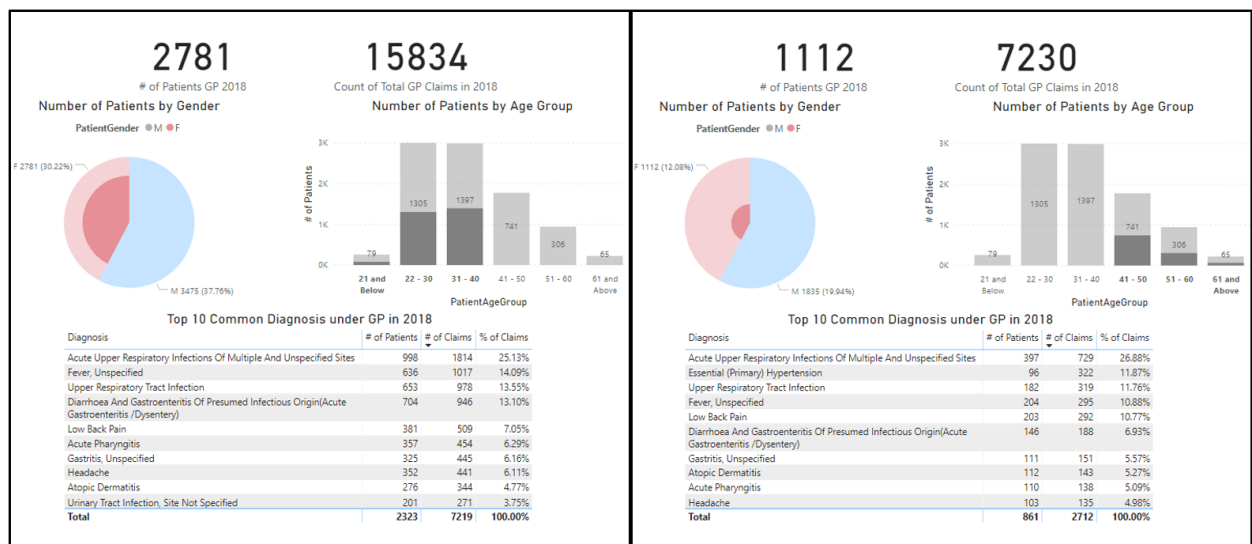 2781
# of Patients GP 2018
15834
Count of Total GP Claims in 2018
Number of Patients by Gender
PatientGender M F
F 2781 (30.22%)
M 3475 (37.76%)
Number of Patients by Age Group
# of Patients
3K
2K
1K
0K
79
1305
1397
741
306
65
21 and Below
22 - 30
31 - 40
41 - 50
51 - 60
61 and Above
PatientAgeGroup
Top 10 Common Diagnosis under GP in 2018
Diagnosis # of Patients # of Claims % of Claims
Acute Upper Respiratory Infections Of Multiple And Unspecified Sites 998 1814 25.13%
Fever, Unspecified 636 1017 14.09%
Upper Respiratory Tract Infection 653 978 13.55%
Diarrhoea And Gastroenteritis Of Presumed Infectious Origin(Acute 704 946 13.10%
Gastroenteritis /Dysentery)
Low Back Pain 381 509 7.05%
Acute Pharyngitis 357 454 6.29%
Gastritis, Unspecified 325 445 6.16%
Headache 352 441 6.11%
Atopic Dermatitis 276 344 4.77%
Urinary Tract Infection, Site Not Specified 201 271 3.75%
Total 2323 7219 100.00%
1112
# of Patients GP 2018
7230
Count of Total GP Claims in 2018
Number of Patients by Gender
PatientGender M F
F 1112 (12.08%)
M 1835 (19.94%)
Number of Patients by Age Group
# of Patients
3K
2K
1K
0K
79
1305
1397
741
306
65
21 and Below
22 - 30
31 - 40
41 - 50
51 - 60
61 and Above
PatientAgeGroup
Top 10 Common Diagnosis under GP in 2018
Diagnosis # of Patients # of Claims % of Claims
Acute Upper Respiratory Infections Of Multiple And Unspecified Sites 397 729 26.88%
Essential (Primary) Hypertension 96 322 11.87%
Upper Respiratory Tract Infection 182 319 11.76%
Fever, Unspecified 204 295 10.88%
Low Back Pain 203 292 10.77%
Diarrhoea And Gastroenteritis Of Presumed Infectious Origin(Acute 146 188 6.93%
Gastroenteritis /Dysentery)
Gastritis, Unspecified 111 151 5.57%
Atopic Dermatitis 112 143 5.27%
Acute Pharyngitis 110 138 5.09%
Headache 103 135 4.98%
Total 861 2712 100.00%